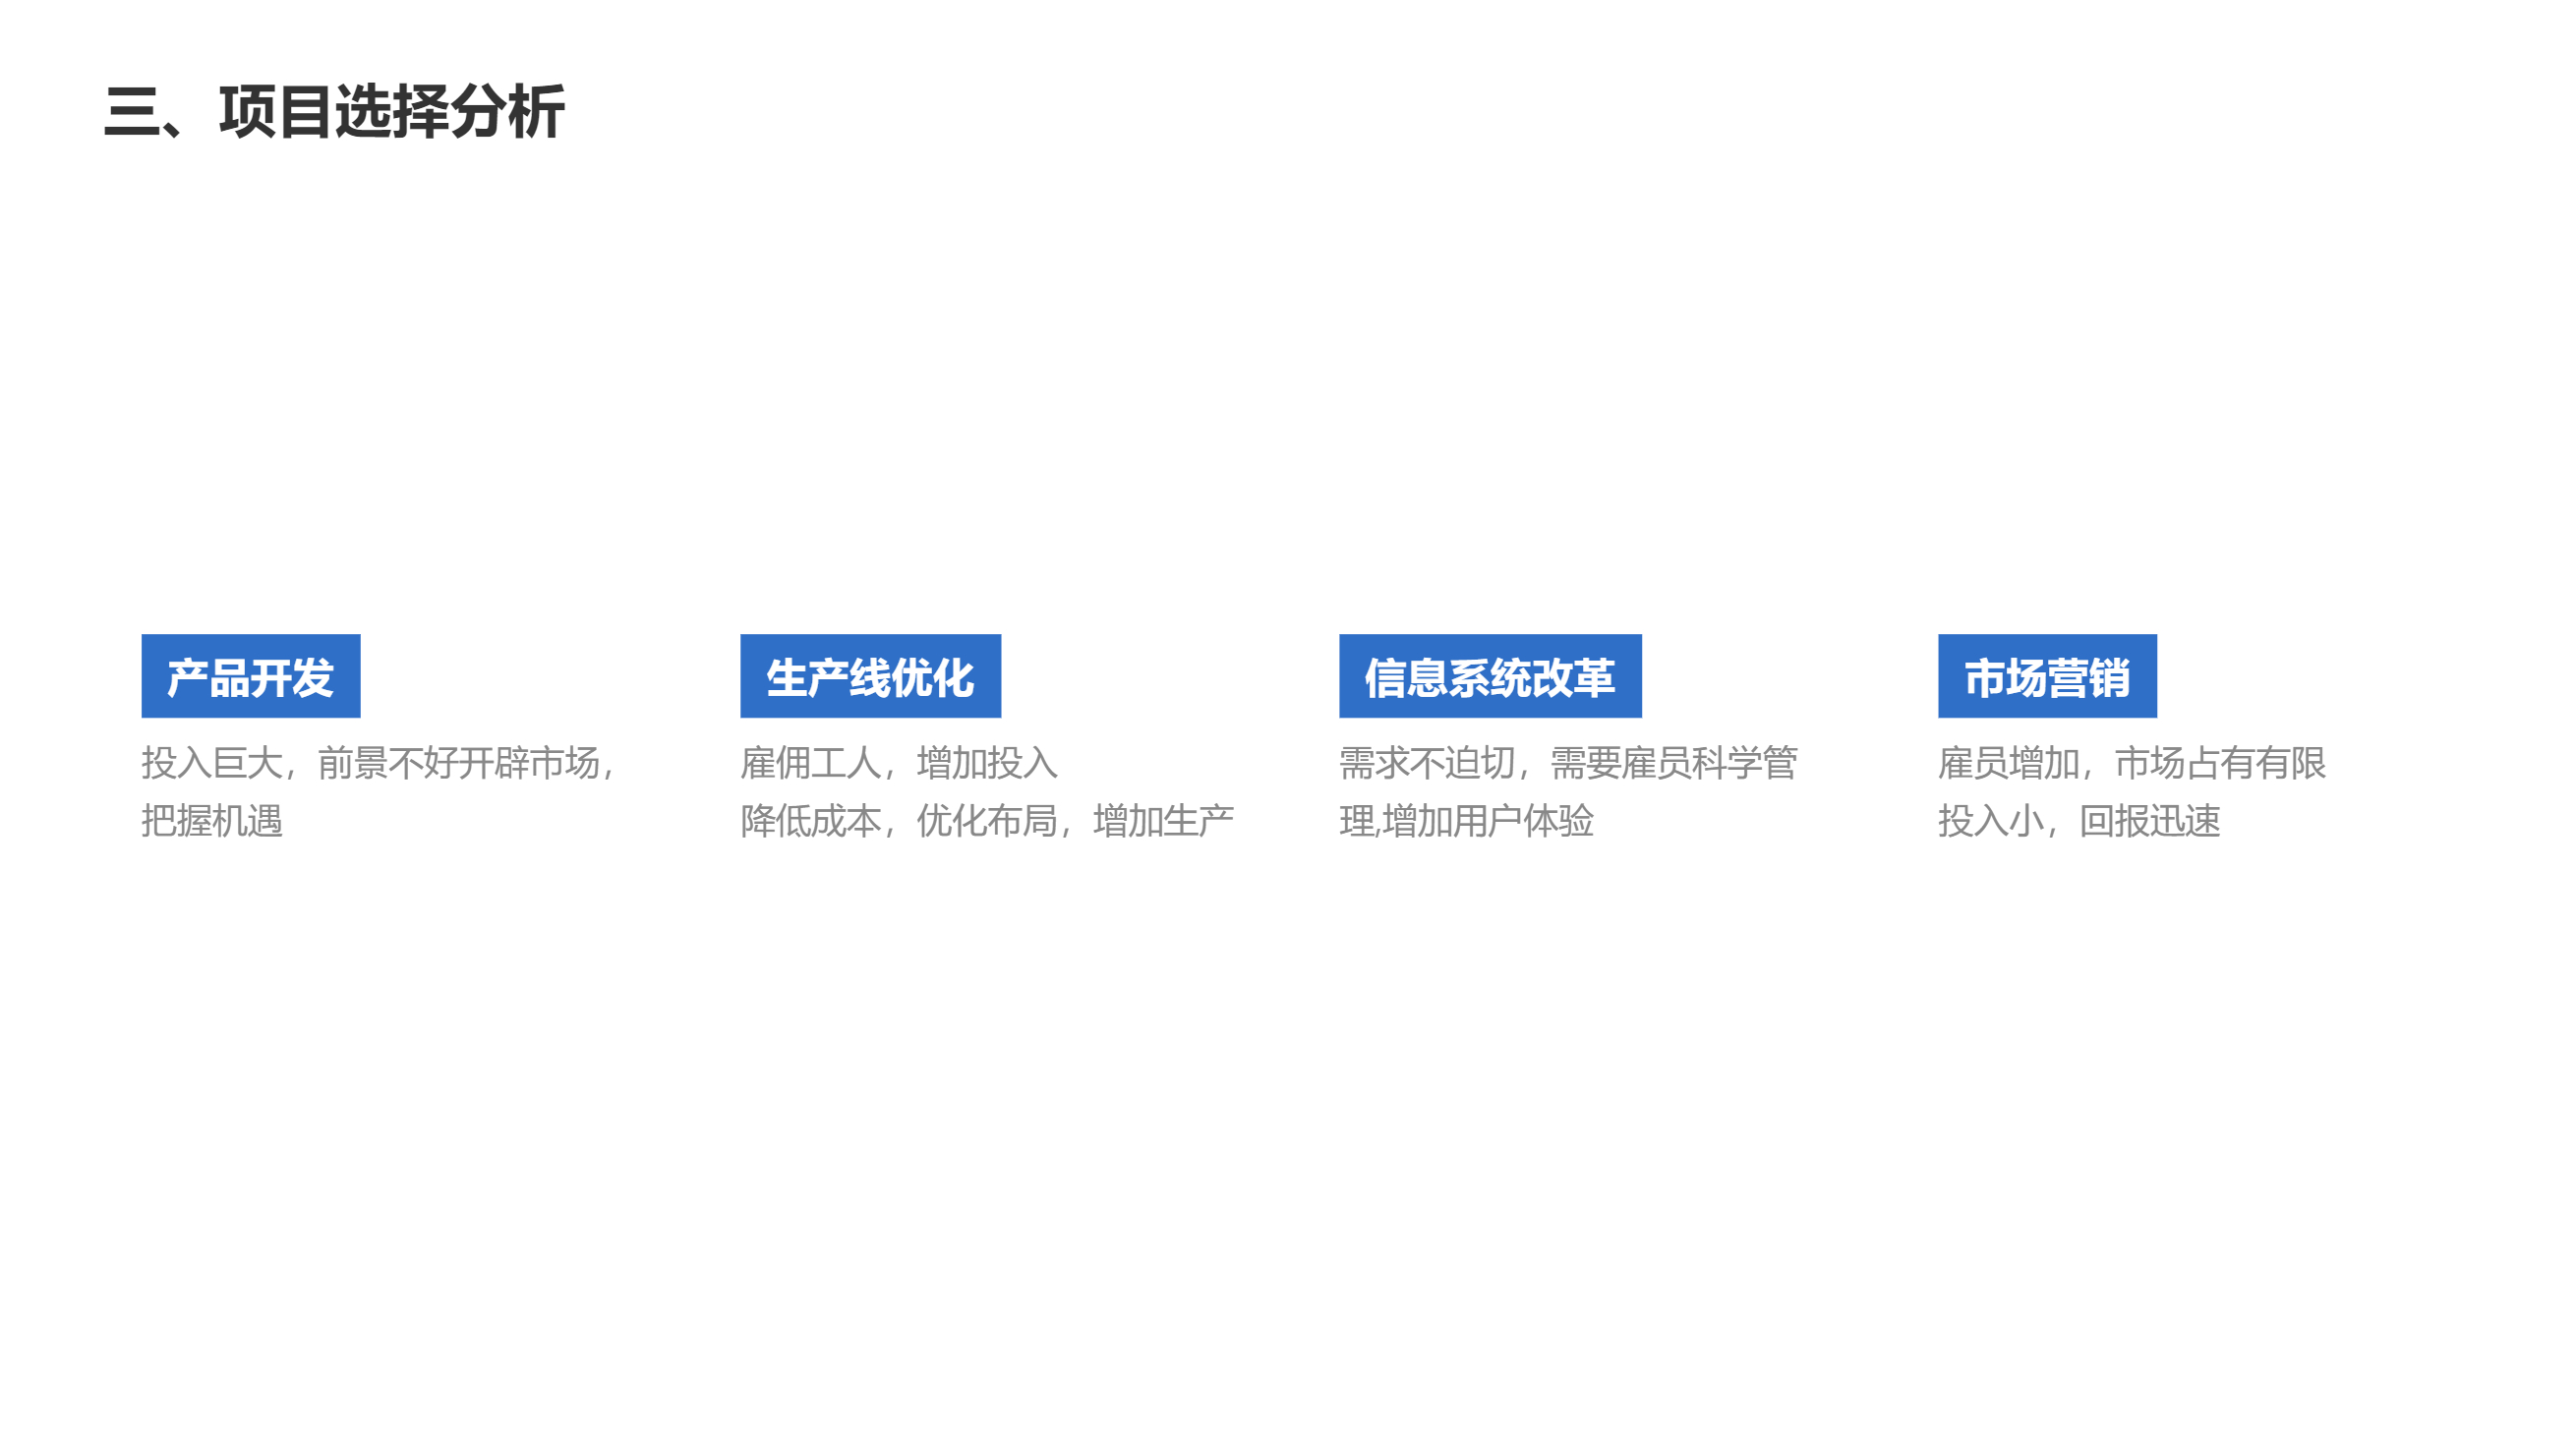 三、项目选择分析
产品开发
投入巨大，前景不好开辟市场，
把握机遇
生产线优化
雇佣工人，增加投入
降低成本，优化布局，增加生产
信息系统改革
需求不迫切，需要雇员科学管
理,增加用户体验
市场营销
雇员增加，市场占有有限
投入小，回报迅速